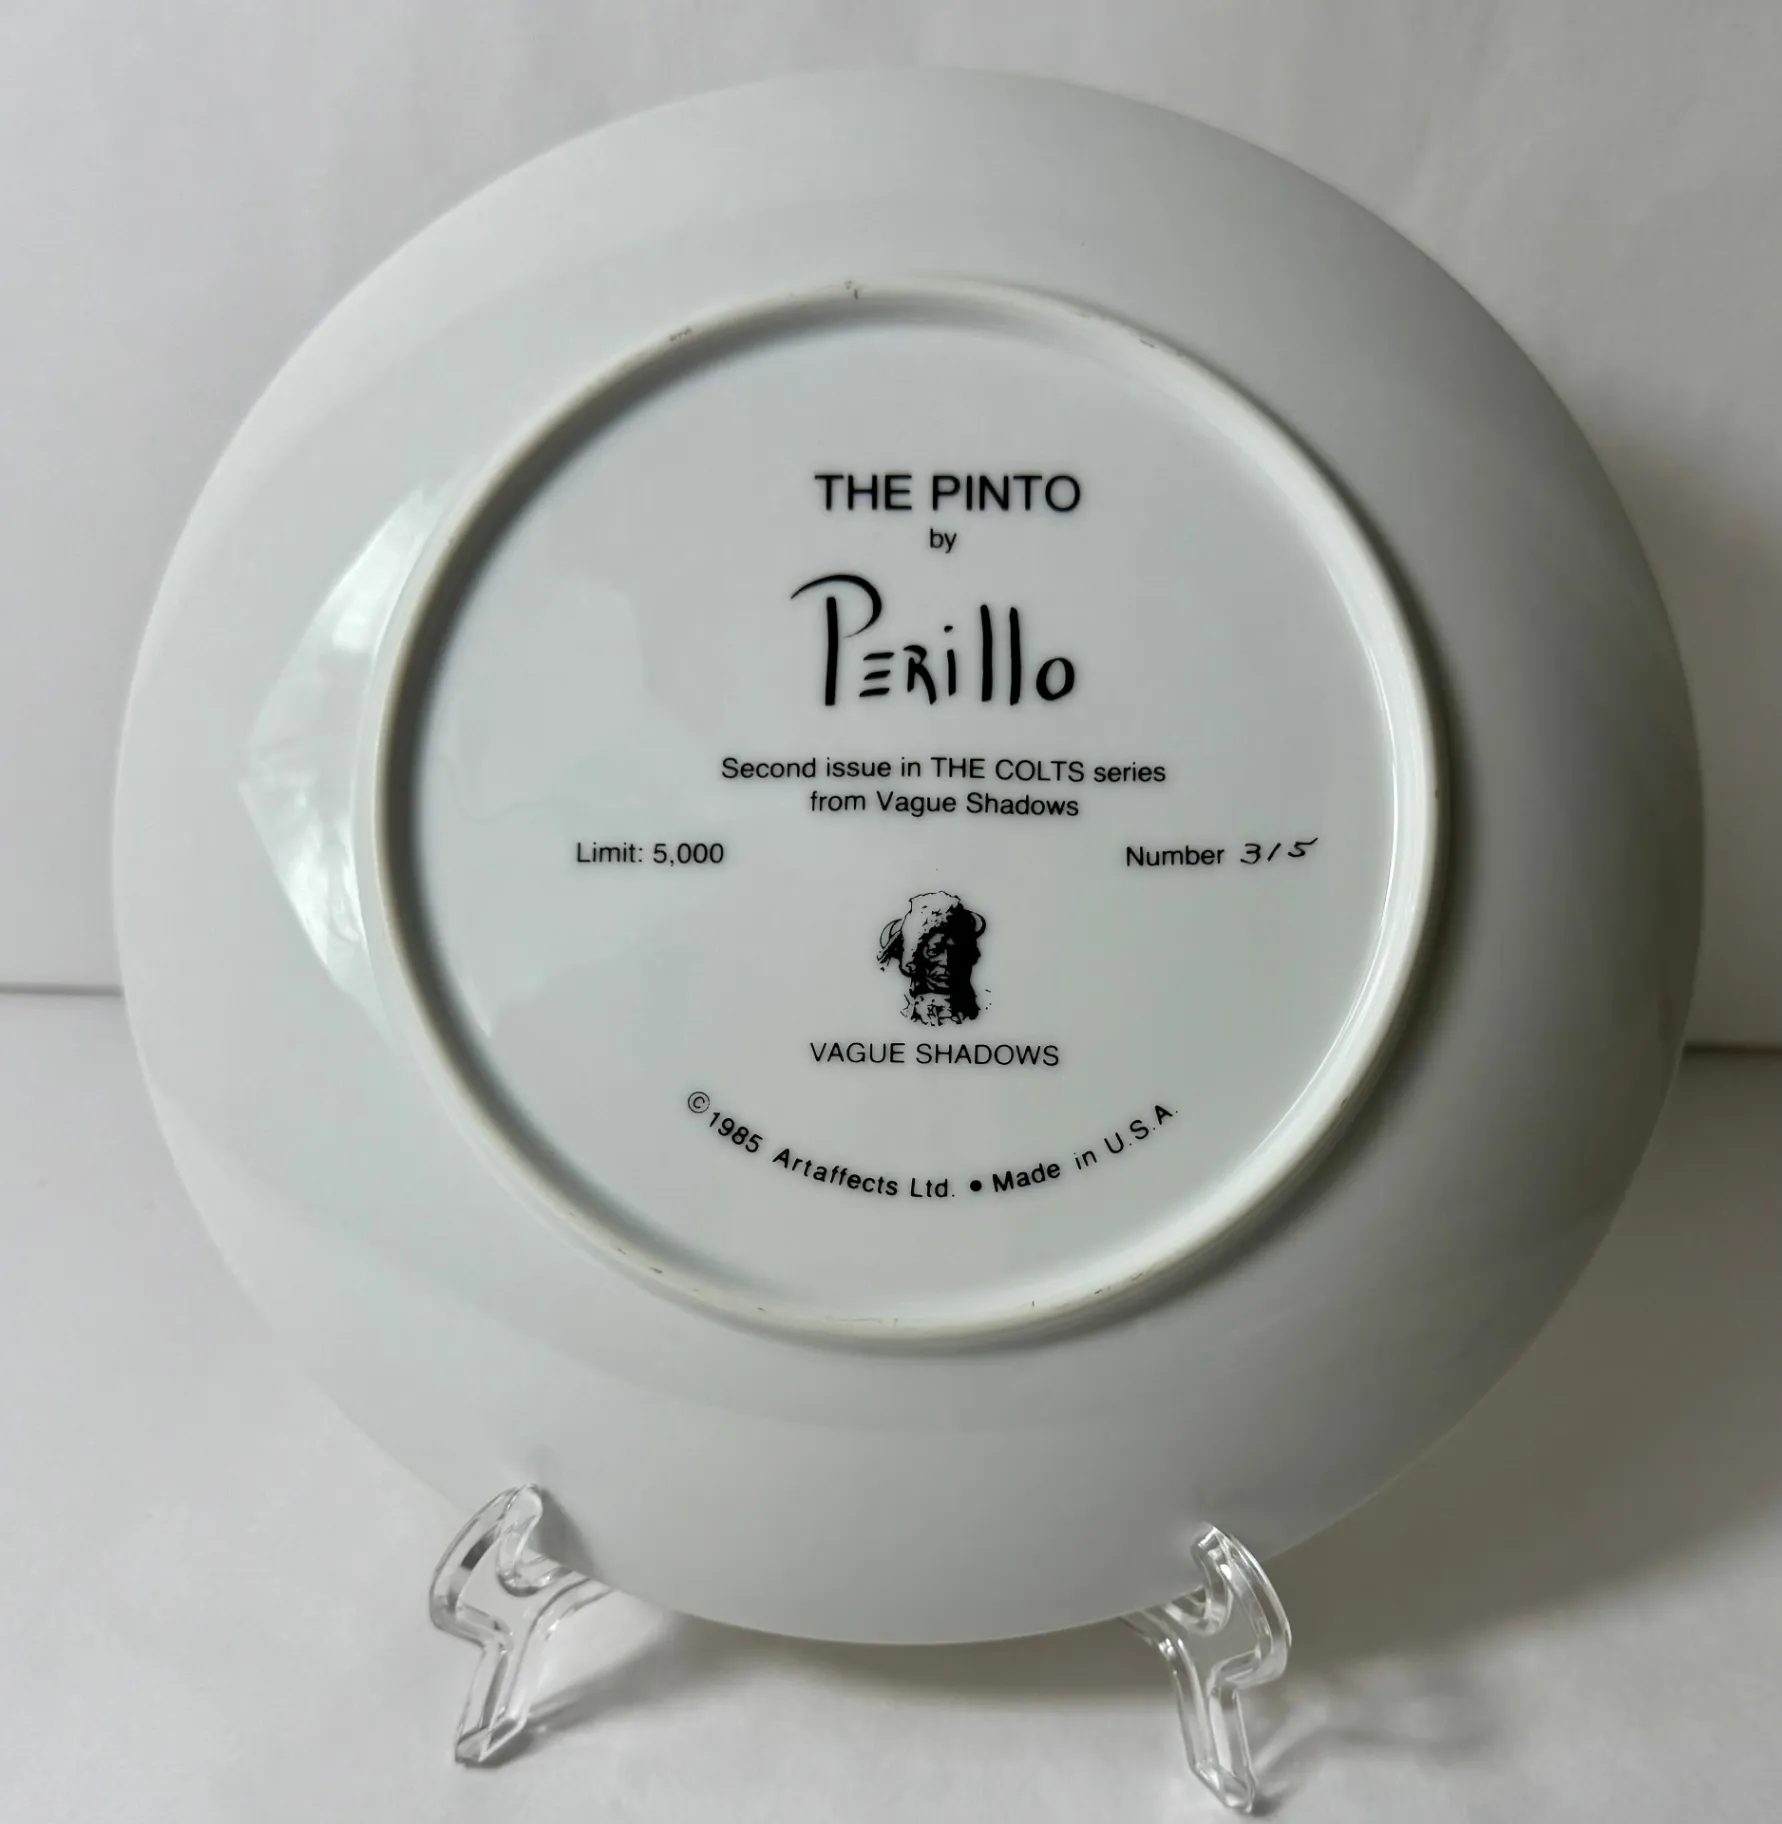 THE PINTO
by
PERillo
Second issue in THE COLTS series
from Vague Shadows
Limit: 5,000
Number 315
VAGUE SHADOWS
©1985 Artaffects Ltd. • Made in U.S.A.